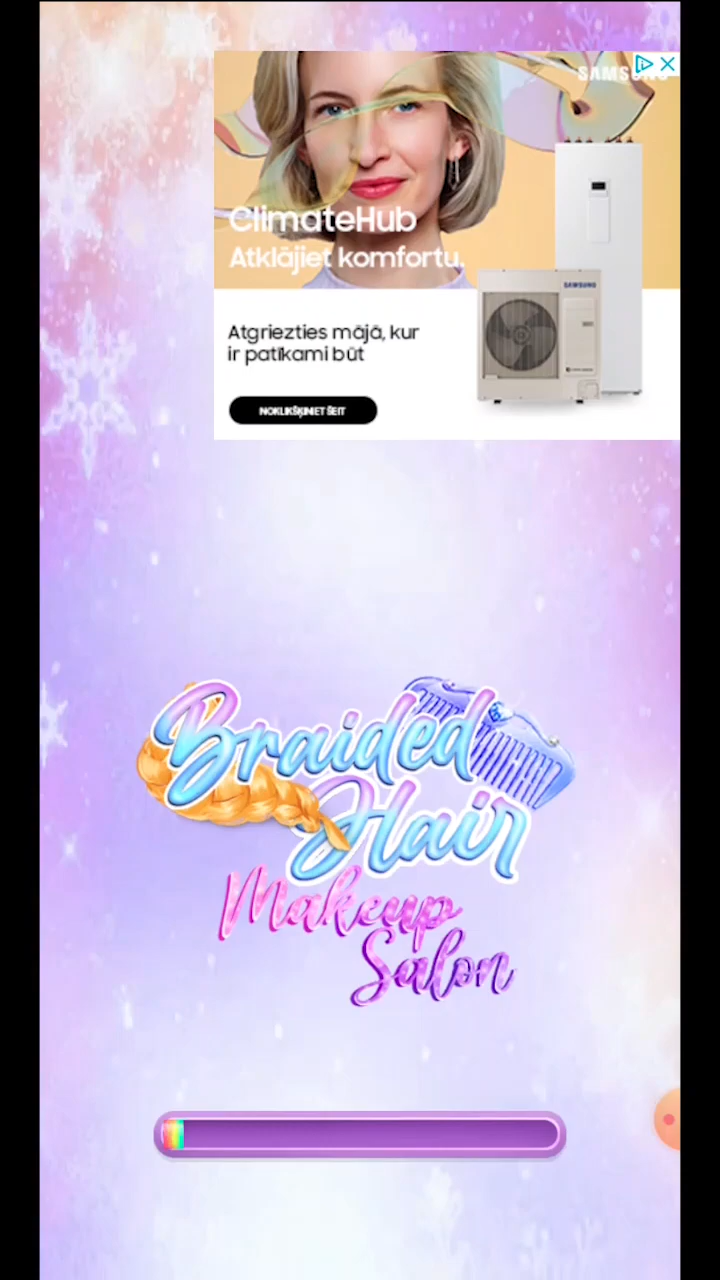 SAMSUNG
ClimateHub
Atklājiet komfortu.
SAMSUNG
Atgriezties mājā, kur
ir patīkami būt
NOKLIKŠĶINIET ŠEIT
Braided
Hair
Makeup
Salon